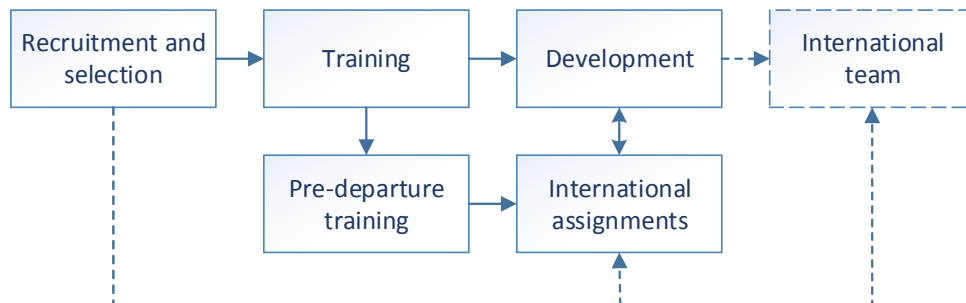 Recruitment and
selection
Training
Development
International
team
Pre-departure
training
International
assignments